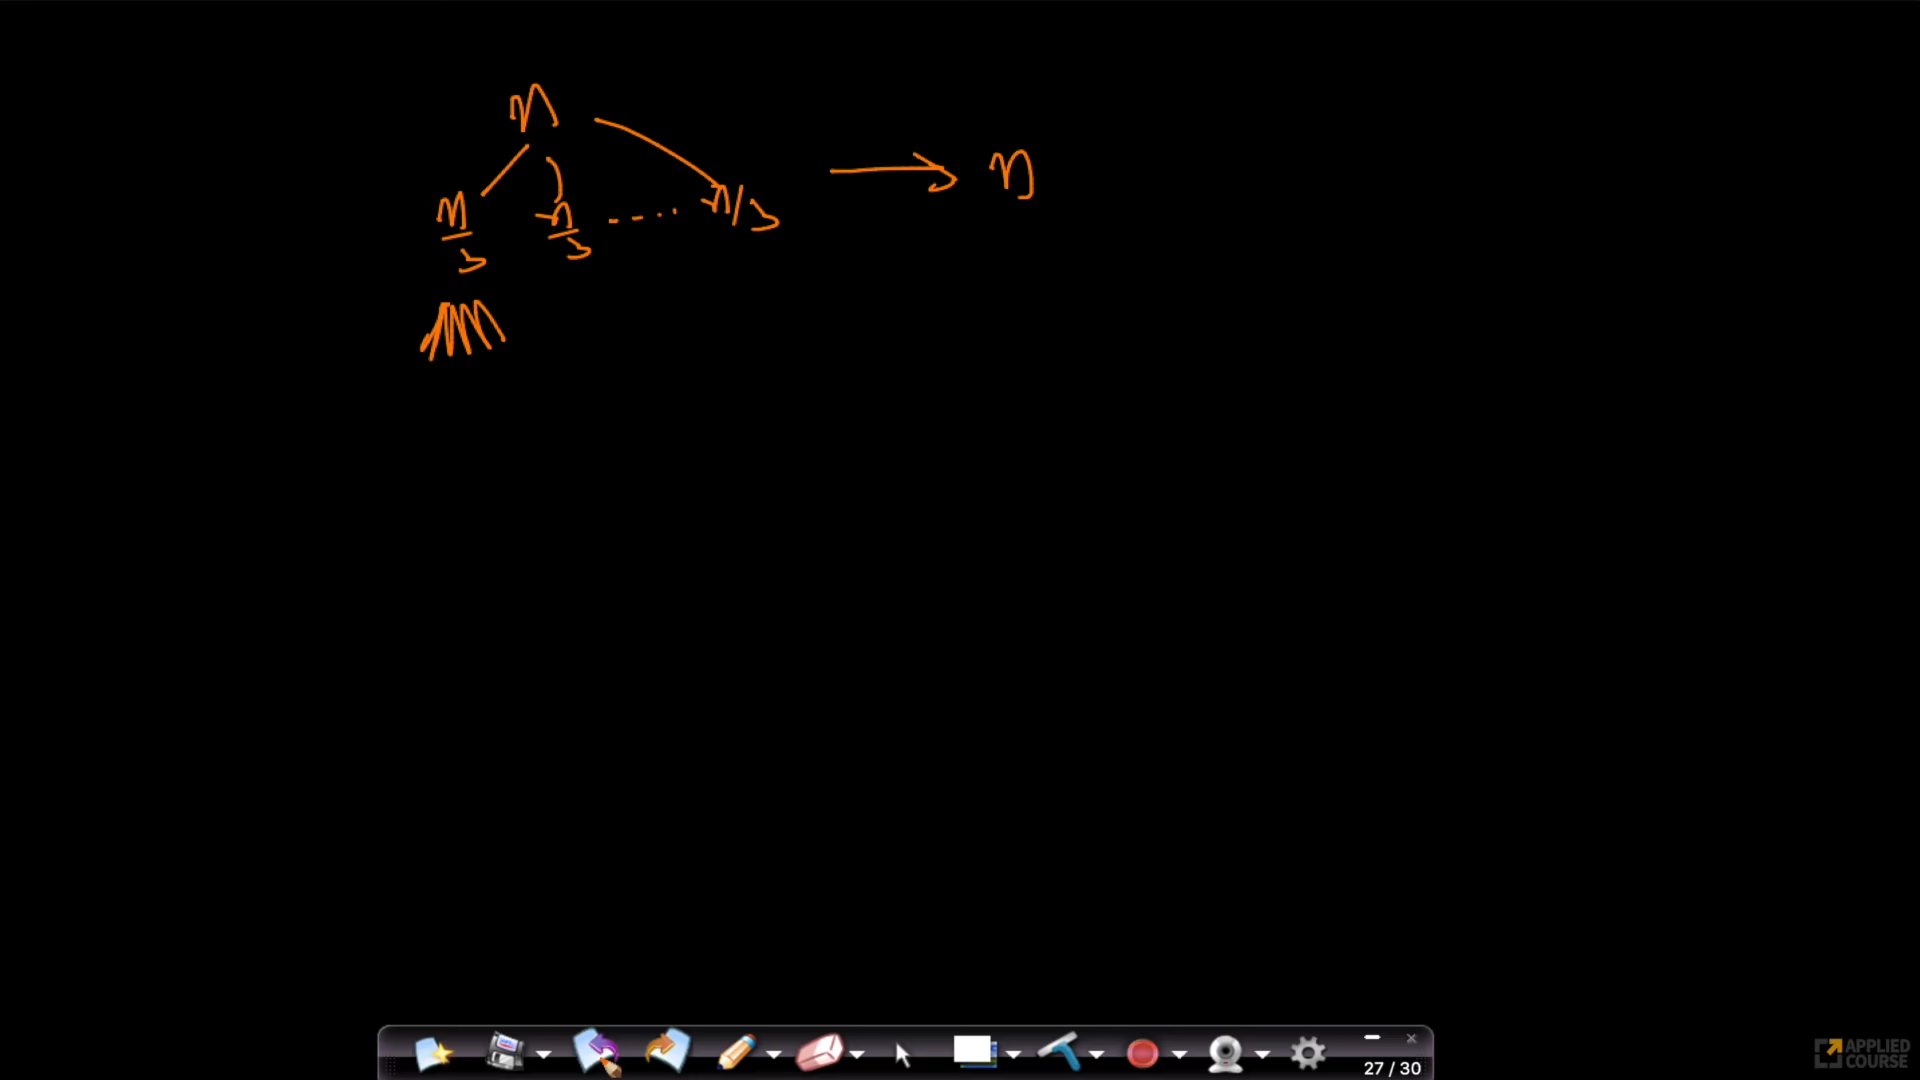 n
n/3 n/3 ..... n/3 → n
27 / 30
APPLIED
COURSE